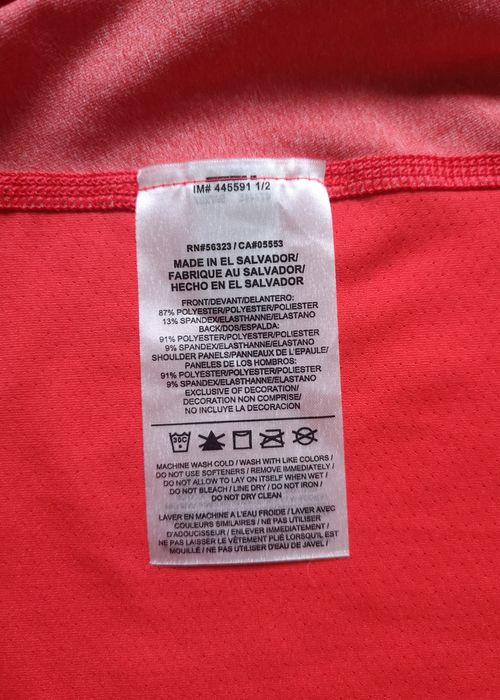 IM# 445591 1/2
RN#56323 / CA#05553
MADE IN EL SALVADOR/
FABRIQUE AU SALVADOR/
HECHO EN EL SALVADOR
FRONT/DEVANT/DELANTERO:
87% POLYESTER/POLYESTER/POLIESTER
13% SPANDEX/ELASTHANNE/ELASTANO
BACK/DOS/ESPALDA:
91% POLYESTER/POLYESTER/POLIESTER
9% SPANDEX/ELASTHANNE/ELASTANO
SHOULDER PANELS/PANNEAUX DE L'EPAULE/
PANELES DE LOS HOMBROS:
91% POLYESTER/POLYESTER/POLIESTER
9% SPANDEX/ELASTHANNE/ELASTANO
EXCLUSIVE OF DECORATION/
DECORATION NON COMPRISE/
NO INCLUYE LA DECORACION
30C
MACHINE WASH COLD / WASH WITH LIKE COLORS /
DO NOT USE SOFTENERS / REMOVE IMMEDIATELY /
DO NOT ALLOW TO LAY ON ITSELF WHEN WET /
DO NOT BLEACH / LINE DRY / DO NOT IRON /
DO NOT DRY CLEAN
LAVER EN MACHINE A L'EAU FROIDE / LAVER AVEC
COULEURS SIMILAIRES / NE PAS UTILISER
D'ADOUCISSEUR / ENLEVER IMMEDIATEMENT /
NE PAS LAISSER LE VÊTEMENT PLIÉ LORSQU'IL EST
MOUILLÉ / NE PAS UTILISER D'EAU DE JAVEL /